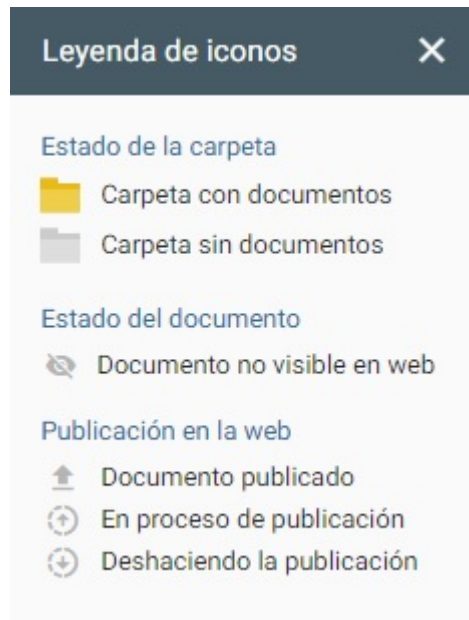 Leyenda de iconos
Estado de la carpeta
Carpeta con documentos
Carpeta sin documentos
Estado del documento
Documento no visible en web
Publicación en la web
Documento publicado
En proceso de publicación
Deshaciendo la publicación